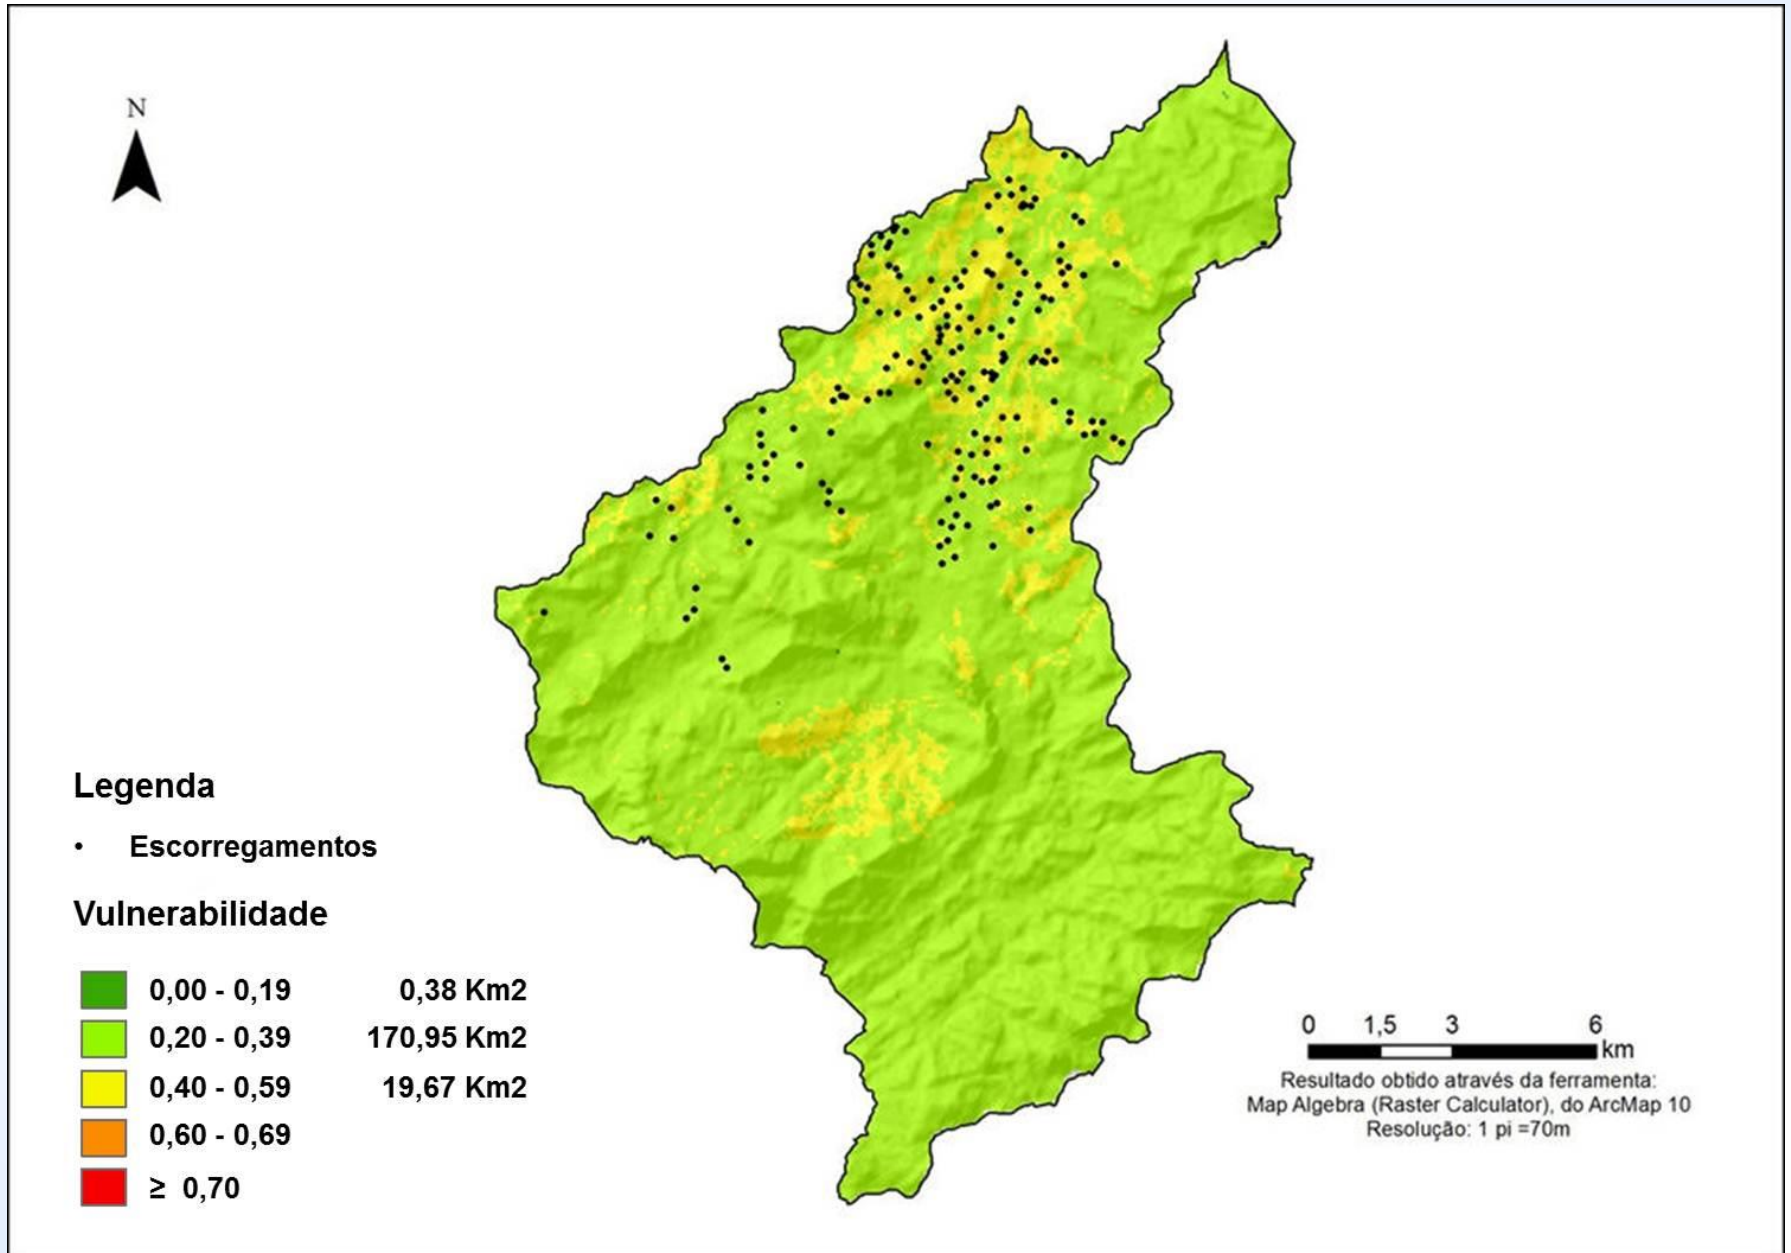 N
Legenda
• Escorregamentos
Vulnerabilidade
0,00 - 0,19 0,38 Km2
0,20 - 0,39 170,95 Km2
0,40 - 0,59 19,67 Km2
0,60 - 0,69
≥ 0,70
0 1,5 3 6
km
Resultado obtido através da ferramenta:
Map Algebra (Raster Calculator), do ArcMap 10
Resolução: 1 pi =70m